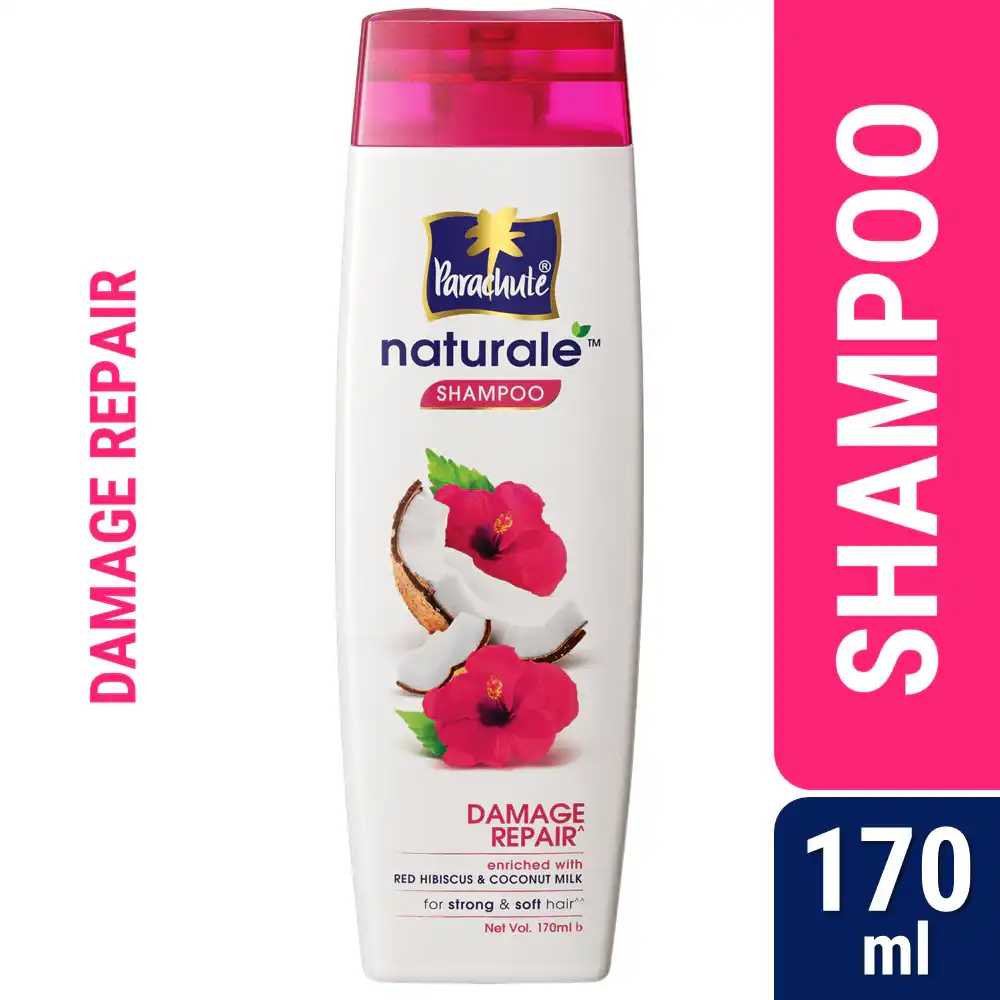 DAMAGE REPAIR
Parachute®
naturale™
SHAMPOO
DAMAGE
REPAIR^
enriched with
RED HIBISCUS & COCONUT MILK
for strong & soft hair^^
Net Vol. 170ml b
SHAMPOO
170
ml